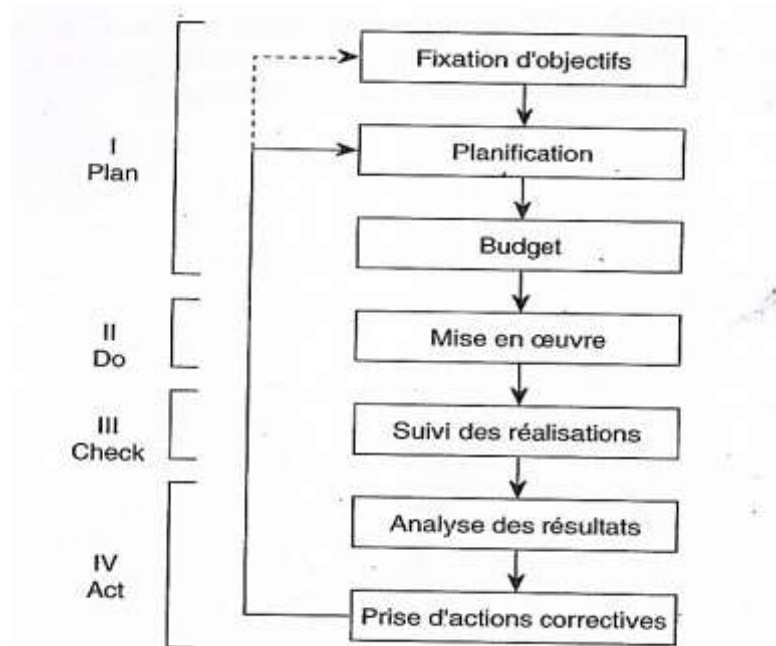 I
Plan
Fixation d'objectifs
Planification
Budget
II
Do
Mise en œuvre
III
Check
Suivi des réalisations
IV
Act
Analyse des résultats
Prise d'actions correctives